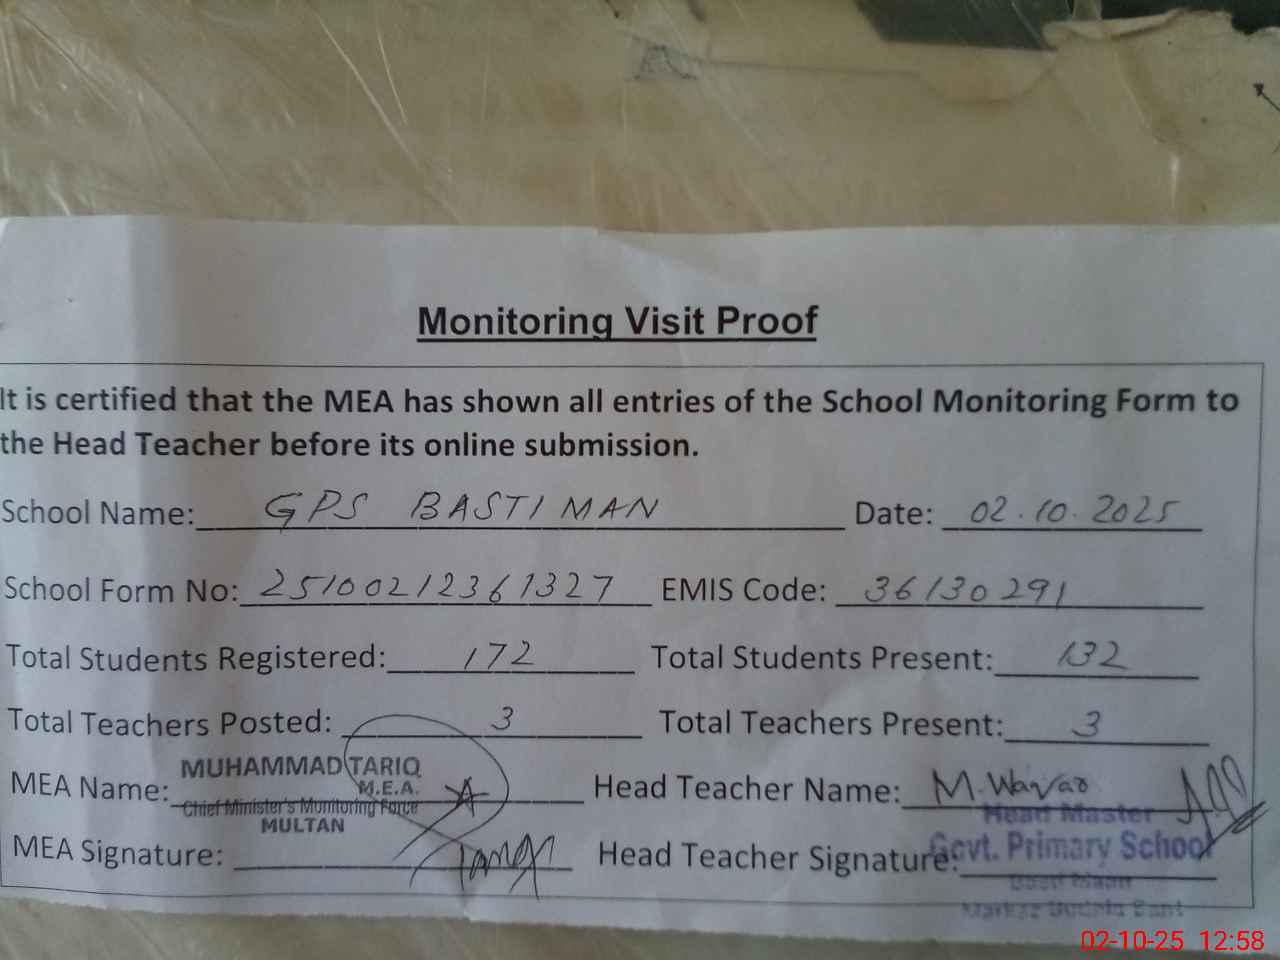 Monitoring Visit Proof
It is certified that the MEA has shown all entries of the School Monitoring Form to
the Head Teacher before its online submission.
School Name: GPS BASTI MAN Date: 02.10.2025
School Form No: 25100212361327 EMIS Code: 36130291
Total Students Registered: 172 Total Students Present: 132
Total Teachers Posted: 3 Total Teachers Present: 3
MEA Name: MUHAMMAD TARIQ Head Teacher Name: M.
M.E.A.
Chief Minister's Monitoring Force
MULTAN
Head Master
MEA Signature: Head Teacher Signature:
Govt. Primary School
02-10-25 12:58